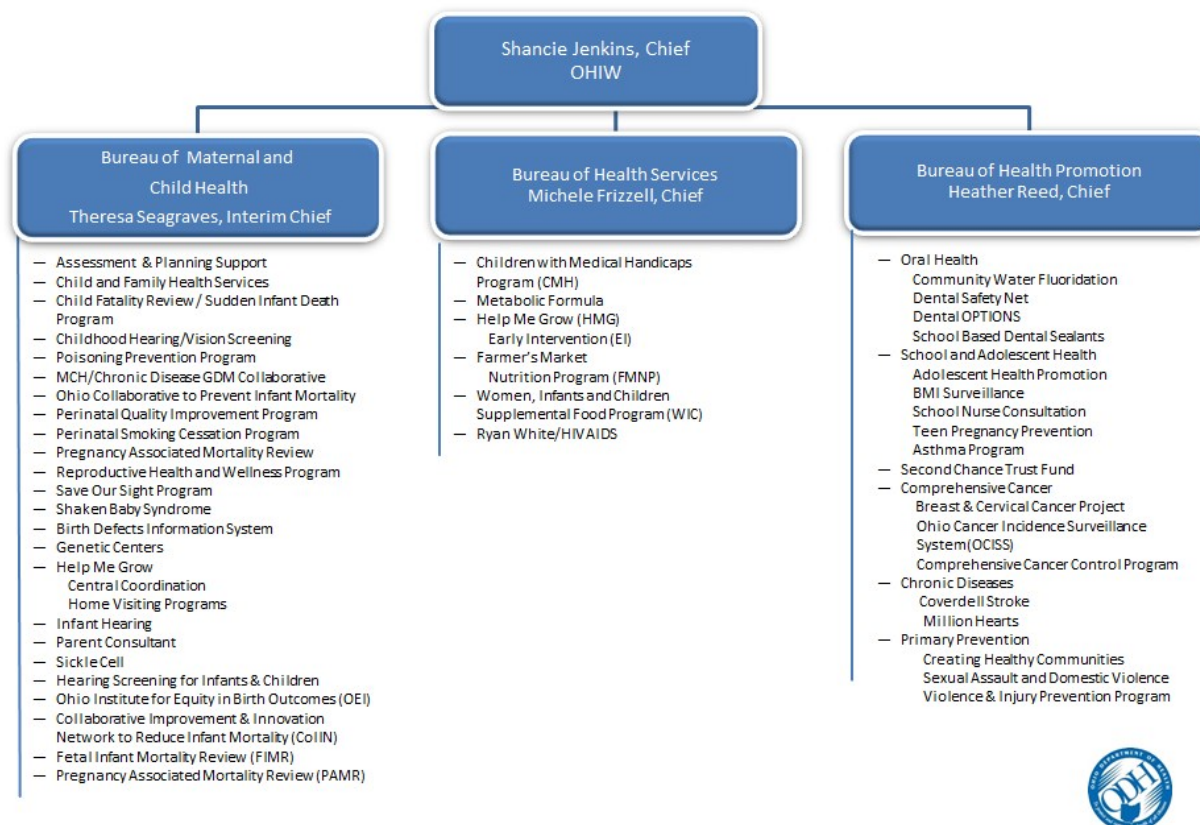 Shancie Jenkins, Chief
OHIW
Bureau of Maternal and
Child Health
Theresa Seagraves, Interim Chief
— Assessment & Planning Support
— Child and Family Health Services
— Child Fatality Review / Sudden Infant Death
Program
— Childhood Hearing/Vision Screening
— Poisoning Prevention Program
— MCH/Chronic Disease GDM Collaborative
— Ohio Collaborative to Prevent Infant Mortality
— Perinatal Quality Improvement Program
— Perinatal Smoking Cessation Program
— Pregnancy Associated Mortality Review
— Reproductive Health and Wellness Program
— Save Our Sight Program
— Shaken Baby Syndrome
— Birth Defects Information System
— Genetic Centers
— Help Me Grow
Central Coordination
Home Visiting Programs
— Infant Hearing
— Parent Consultant
— Sickle Cell
— Hearing Screening for Infants & Children
— Ohio Institute for Equity in Birth Outcomes (OEI)
— Collaborative Improvement & Innovation
Network to Reduce Infant Mortality (CoIIN)
— Fetal Infant Mortality Review (FIMR)
— Pregnancy Associated Mortality Review (PAMR)
Bureau of Health Services
Michele Frizzell, Chief
— Children with Medical Handicaps
Program (CMH)
— Metabolic Formula
— Help Me Grow (HMG)
Early Intervention (EI)
— Farmer's Market
Nutrition Program (FMNP)
— Women, Infants and Children
Supplemental Food Program (WIC)
— Ryan White/HIV AIDS
Bureau of Health Promotion
Heather Reed, Chief
— Oral Health
Community Water Fluoridation
Dental Safety Net
Dental OPTIONS
School Based Dental Sealants
— School and Adolescent Health
Adolescent Health Promotion
BMI Surveillance
School Nurse Consultation
Teen Pregnancy Prevention
Asthma Program
— Second Chance Trust Fund
— Comprehensive Cancer
Breast & Cervical Cancer Project
Ohio Cancer Incidence Surveillance
System (OCISS)
Comprehensive Cancer Control Program
— Chronic Diseases
Coverdell Stroke
Million Hearts
— Primary Prevention
Creating Healthy Communities
Sexual Assault and Domestic Violence
Violence & Injury Prevention Program
OHIO DEPARTMENT OF HEALTH
ODH